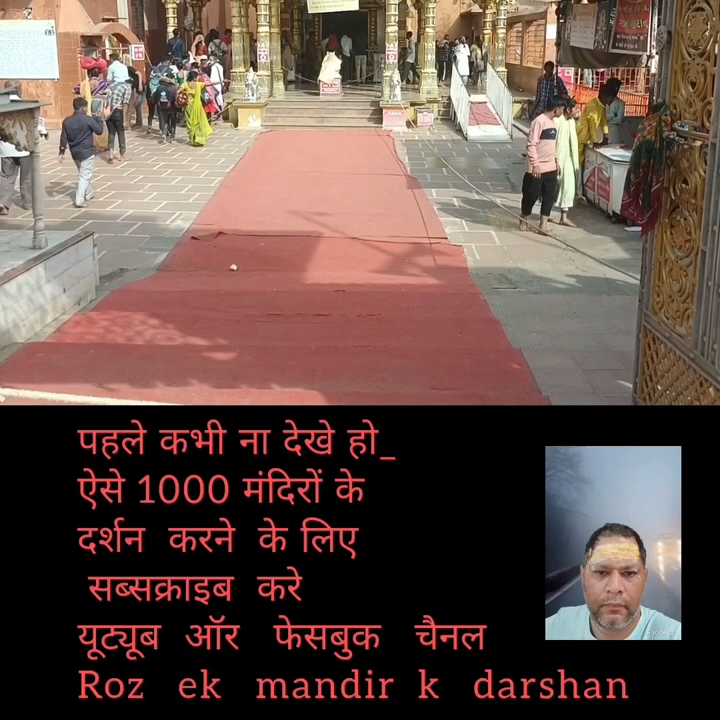 पहले कभी ना देखे हो_
ऐसे 1000 मंदिरों के
दर्शन करने के लिए
सब्सक्राइब करे
यूट्यूब ऑर फेसबुक चैनल
Roz ek mandir k darshan